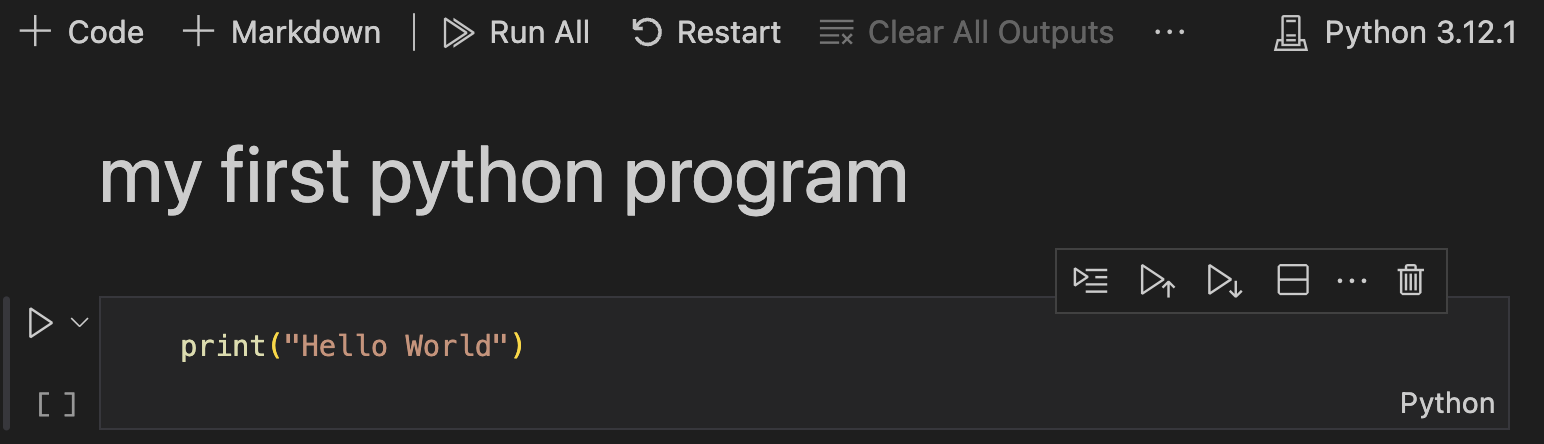 Code Markdown Run All Restart Clear All Outputs ... Python 3.12.1
my first python program
...
print("Hello World")
[ ]
Python